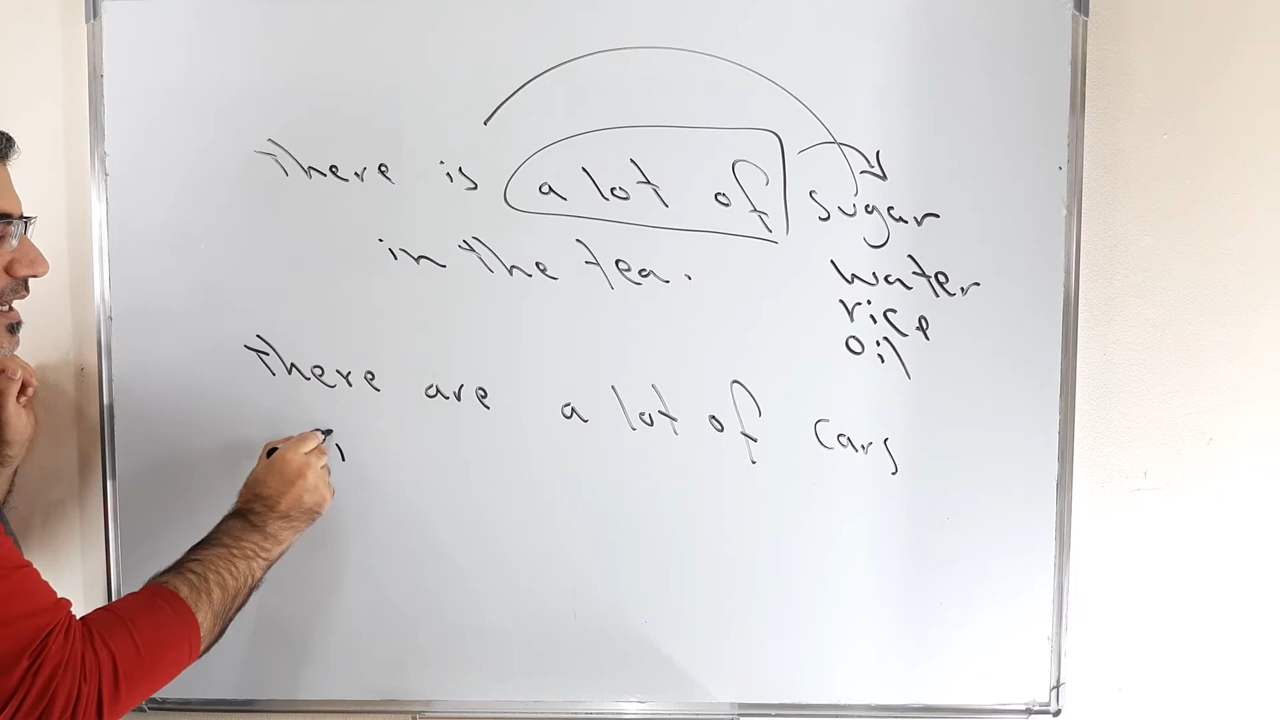 There is a lot of sugar
in the tea.
water
rice
oil
There are a lot of cars